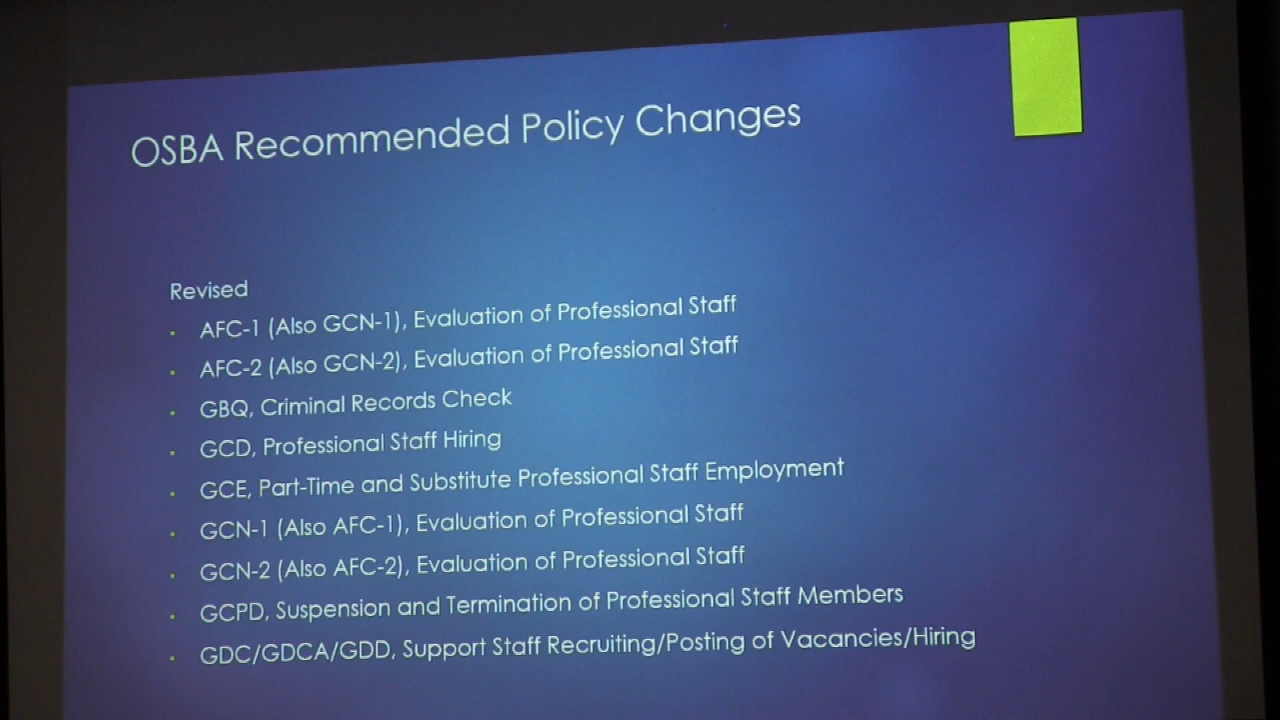 OSBA Recommended Policy Changes
Revised
• AFC-1 (Also GCN-1), Evaluation of Professional Staff
• AFC-2 (Also GCN-2), Evaluation of Professional Staff
• GBQ, Criminal Records Check
• GCD, Professional Staff Hiring
• GCE, Part-Time and Substitute Professional Staff Employment
• GCN-1 (Also AFC-1), Evaluation of Professional Staff
• GCN-2 (Also AFC-2), Evaluation of Professional Staff
• GCPD, Suspension and Termination of Professional Staff Members
• GDC/GDCA/GDD, Support Staff Recruiting/Posting of Vacancies/Hiring